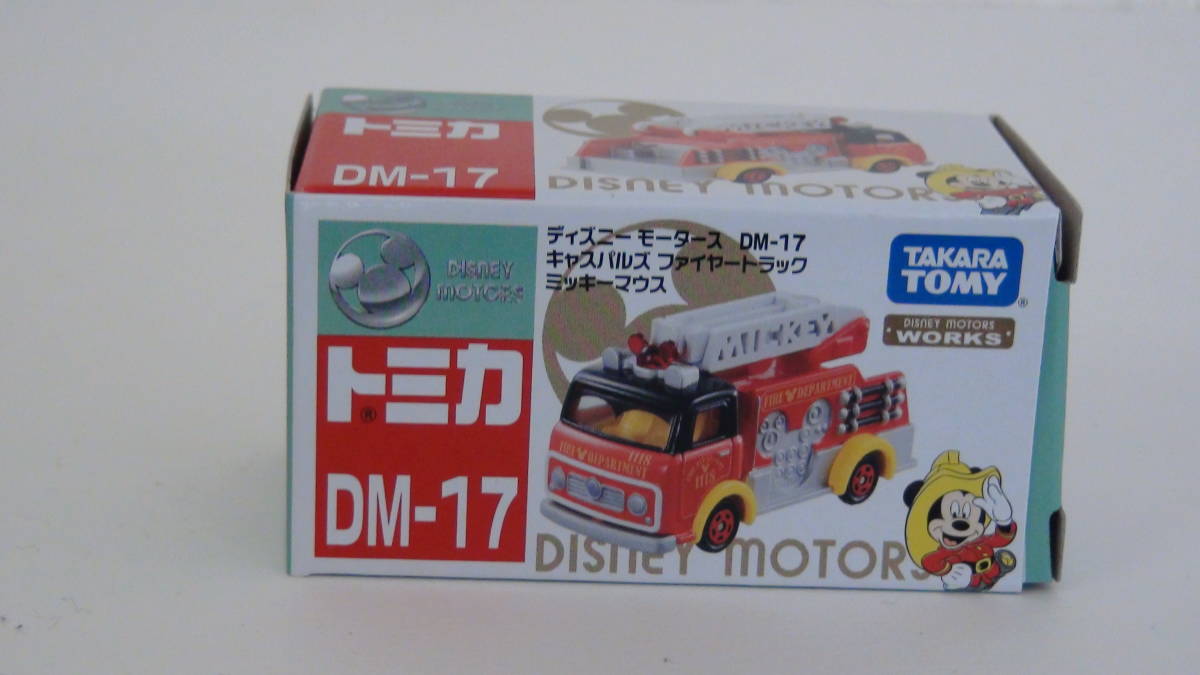 トミカ
DM-17
MICKEY
DISNEY MOTORS
DISNEY
MOTORS
トミカ®
DM-17
ディズニー モータース DM-17
キャスパルズ ファイヤートラック
ミッキーマウス
TAKARA
TOMY®
DISNEY MOTORS
WORKS
MICKEY
FIRE DEPARTMENT
1118
FIRE DEPARTMENT
1118
DISNEY MOTORS